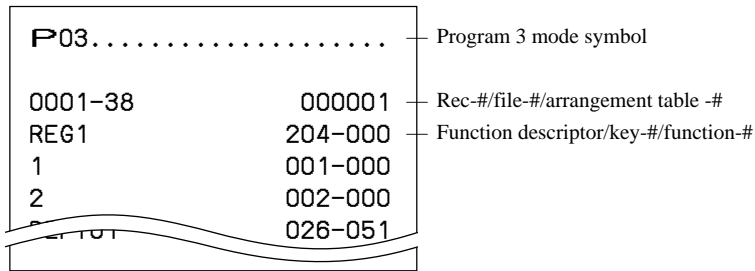 P03..................... Program 3 mode symbol
0001-38 000001 Rec-#/file-#/arrangement table -#
REG1 204-000 Function descriptor/key-#/function-#
1 001-000
2 002-000
026-051